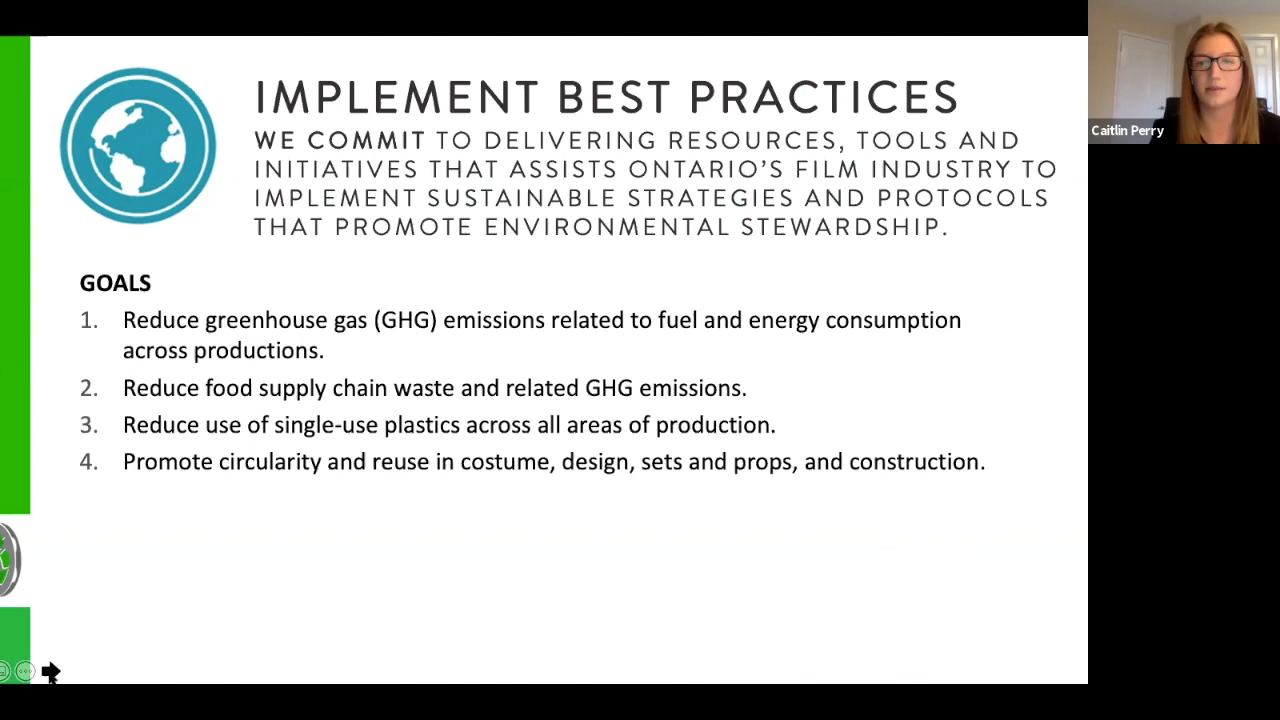 IMPLEMENT BEST PRACTICES
WE COMMIT TO DELIVERING RESOURCES, TOOLS AND
INITIATIVES THAT ASSISTS ONTARIO'S FILM INDUSTRY TO
IMPLEMENT SUSTAINABLE STRATEGIES AND PROTOCOLS
THAT PROMOTE ENVIRONMENTAL STEWARDSHIP.
GOALS
1. Reduce greenhouse gas (GHG) emissions related to fuel and energy consumption
across productions.
2. Reduce food supply chain waste and related GHG emissions.
3. Reduce use of single-use plastics across all areas of production.
4. Promote circularity and reuse in costume, design, sets and props, and construction.
Caitlin Perry